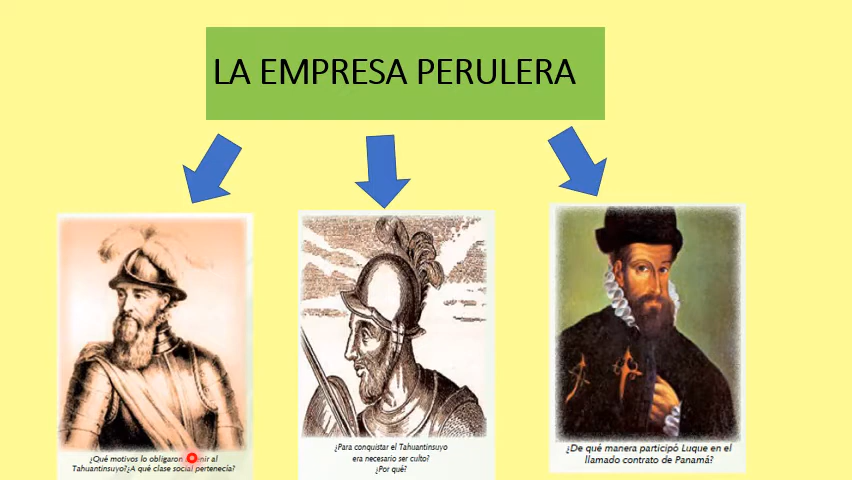 LA EMPRESA PERULERA
¿Qué motivos lo obligaron al
Tahuantinsuyo?¿A qué clase social pertenecía?
¿Para conquistar el Tahuantinsuyo
era necesario ser culto?
¿Por qué?
¿De qué manera participó Luque en el
llamado contrato de Panamá?